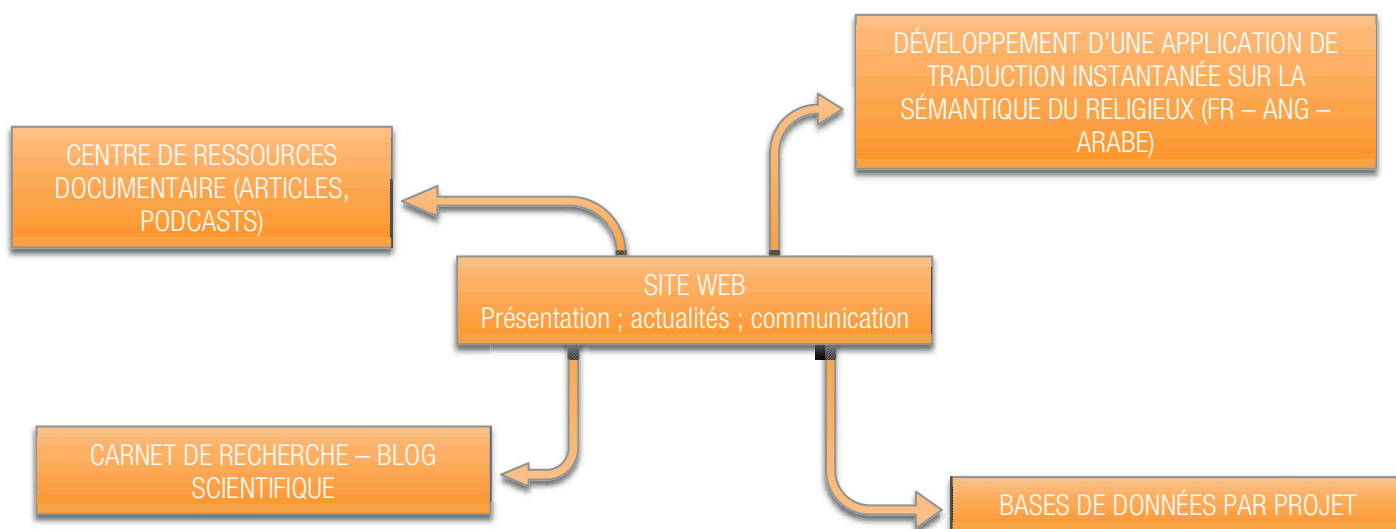 DÉVELOPPEMENT D’UNE APPLICATION DE
TRADUCTION INSTANTANÉE SUR LA
SÉMANTIQUE DU RELIGIEUX (FR – ANG –
ARABE)
CENTRE DE RESSOURCES
DOCUMENTAIRE (ARTICLES,
PODCASTS)
SITE WEB
Présentation ; actualités ; communication
CARNET DE RECHERCHE – BLOG
SCIENTIFIQUE
BASES DE DONNÉES PAR PROJET